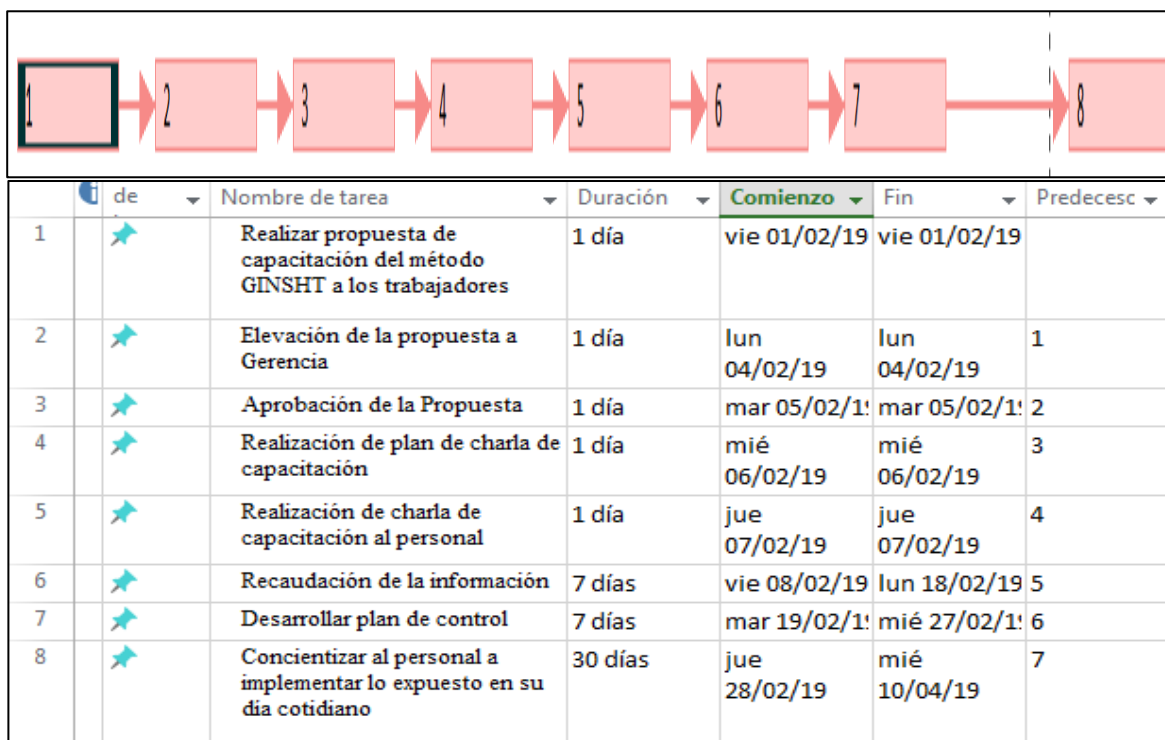 1 2 3 4 5 6 7 8
de Nombre de tarea Duración Comienzo Fin Predecesc
1 Realizar propuesta de 1 día vie 01/02/19 vie 01/02/19
capacitación del método
GINSHT a los trabajadores
2 Elevación de la propuesta a 1 día lun lun 1
Gerencia 04/02/19 04/02/19
3 Aprobación de la Propuesta 1 día mar 05/02/1 mar 05/02/1 2
4 Realización de plan de charla de 1 día mié mié 3
capacitación 06/02/19 06/02/19
5 Realización de charla de 1 día jue jue 4
capacitación al personal 07/02/19 07/02/19
6 Recaudación de la información 7 días vie 08/02/19 lun 18/02/19 5
7 Desarrollar plan de control 7 días mar 19/02/1 mié 27/02/1 6
8 Concientizar al personal a 30 días jue mié 7
implementar lo expuesto en su 28/02/19 10/04/19
día cotidiano